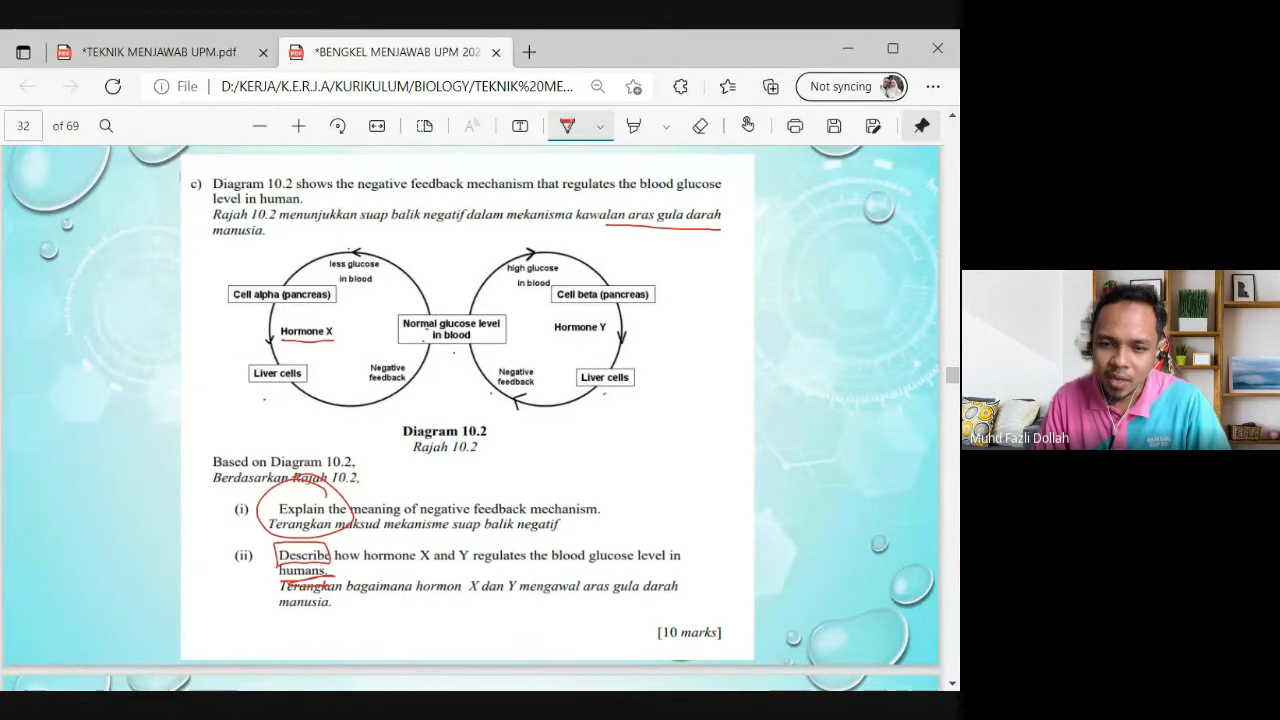 *TEKNIK MENJAWAB UPM.pdf
*BENGKEL MENJAWAB UPM 202
File
D:/KERJA/K.E.R.J.A/KURIKULUM/BIOLOGY/TEKNIK%20ME...
Not syncing
32 of 69
c) Diagram 10.2 shows the negative feedback mechanism that regulates the blood glucose
level in human.
Rajah 10.2 menunjukkan suap balik negatif dalam mekanisma kawalan aras gula darah
manusia.
less glucose
in blood
Cell alpha (pancreas)
Hormone X
Liver cells
Negative
feedback
Normal glucose level
in blood
high glucose
in blood
Cell beta (pancreas)
Hormone Y
Liver cells
Negative
feedback
Diagram 10.2
Rajah 10.2
Based on Diagram 10.2,
Berdasarkan Rajah 10.2,
(i) Explain the meaning of negative feedback mechanism.
Terangkan maksud mekanisme suap balik negatif
(ii) Describe how hormone X and Y regulates the blood glucose level in
humans.
Terangkan bagaimana hormon X dan Y mengawal aras gula darah
manusia.
[10 marks]
Muhd Fazli Dollah